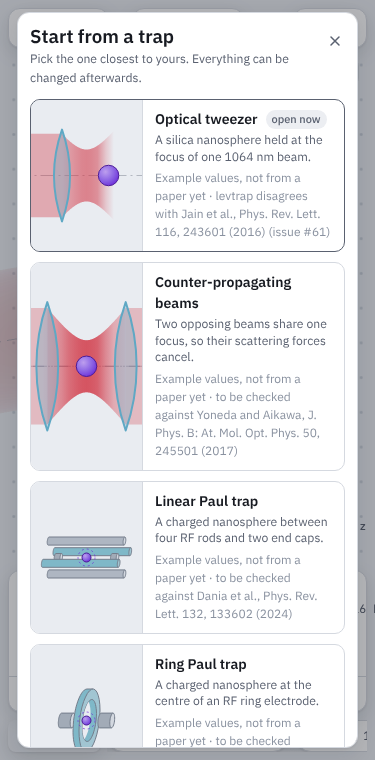 Start from a trap
Pick the one closest to yours. Everything can be
changed afterwards.
Optical tweezer open now
A silica nanosphere held at the
focus of one 1064 nm beam.
Example values, not from a
paper yet · levtrap disagrees
with Jain et al., Phys. Rev. Lett.
116, 243601 (2016) (issue #61)
Counter-propagating
beams
Two opposing beams share one
focus, so their scattering forces
cancel.
Example values, not from a
paper yet · to be checked
against Yoneda and Aikawa, J.
Phys. B: At. Mol. Opt. Phys. 50,
245501 (2017)
Linear Paul trap
A charged nanosphere between
four RF rods and two end caps.
Example values, not from a
paper yet · to be checked
against Dania et al., Phys. Rev.
Lett. 132, 133602 (2024)
Ring Paul trap
A charged nanosphere at the
centre of an RF ring electrode.
Example values, not from a
paper yet · to be checked
z